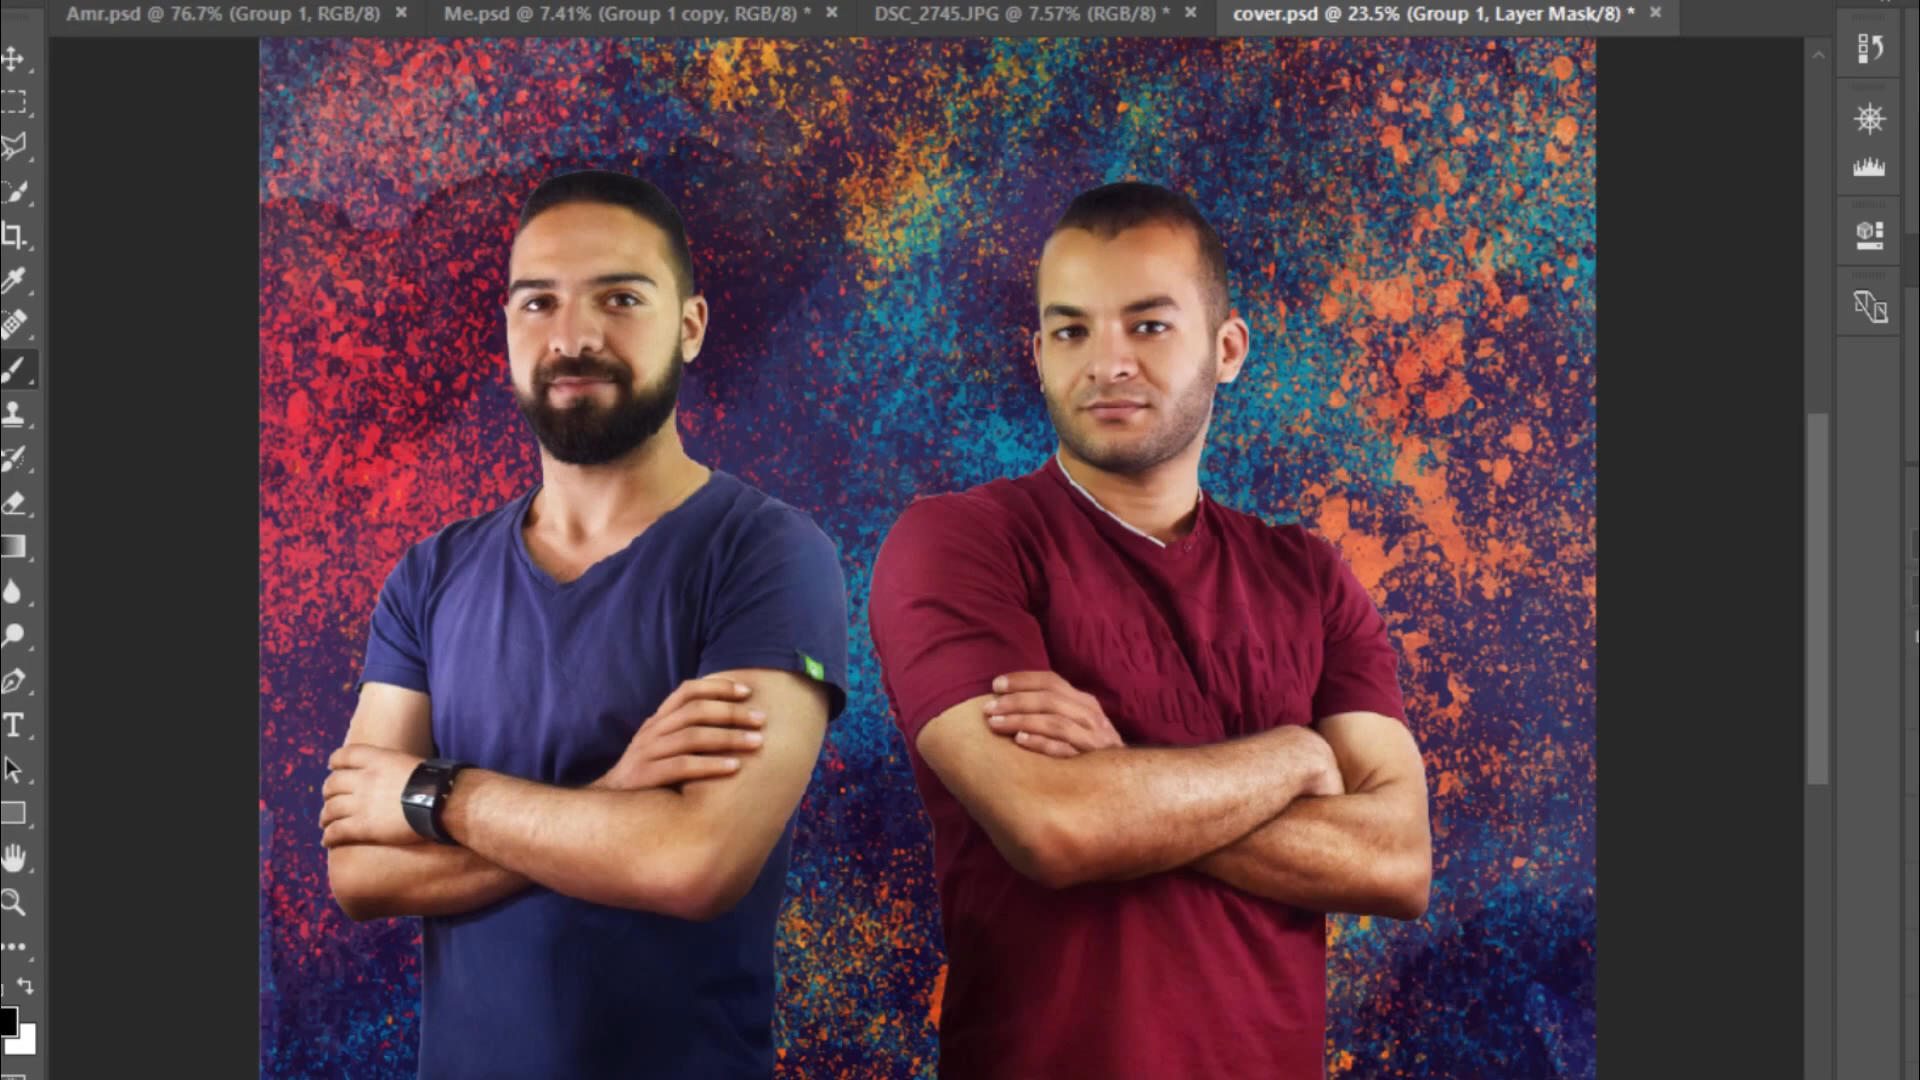 Amr.psd @ 76.7% (Group 1, RGB/8)
Me.psd @ 7.41% (Group 1 copy, RGB/8) *
DSC_2745.JPG @ 7.57% (RGB/8) *
cover.psd @ 23.5% (Group 1, Layer Mask/8) *